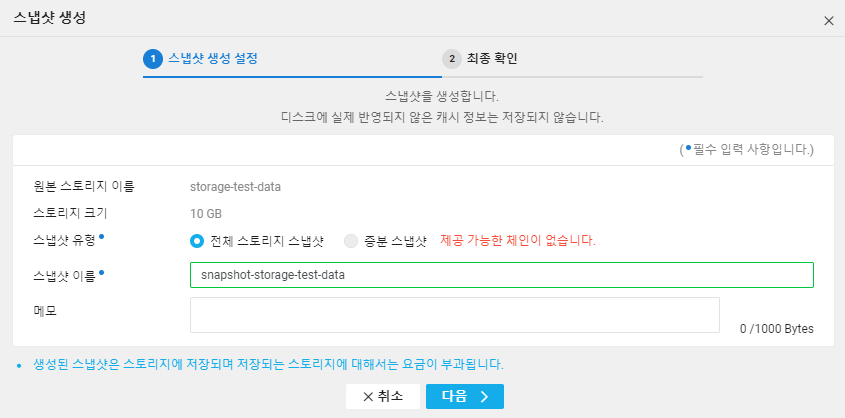 스냅샷 생성
1 스냅샷 생성 설정 2 최종 확인
스냅샷을 생성합니다.
디스크에 실제 반영되지 않은 캐시 정보는 저장되지 않습니다.
( •필수 입력 사항입니다.)
원본 스토리지 이름 storage-test-data
스토리지 크기 10 GB
스냅샷 유형• 전체 스토리지 스냅샷 증분 스냅샷 제공 가능한 체인이 없습니다.
스냅샷 이름• snapshot-storage-test-data
메모
0 /1000 Bytes
• 생성된 스냅샷은 스토리지에 저장되며 저장되는 스토리지에 대해서는 요금이 부과됩니다.
취소 다음